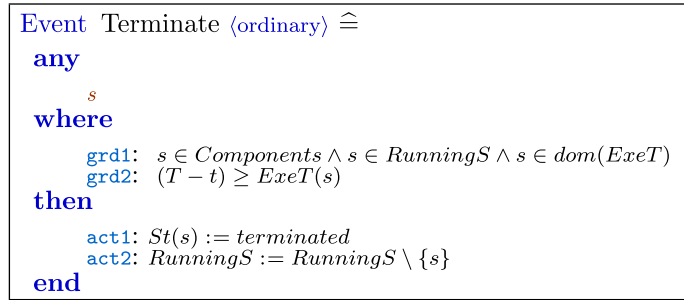 Event Terminate ⟨ordinary⟩ ≙
any
s
where
grd1: s ∈ Components ∧ s ∈ RunningS ∧ s ∈ dom(ExeT)
grd2: (T − t) ≥ ExeT(s)
then
act1: St(s) := terminated
act2: RunningS := RunningS \ {s}
end